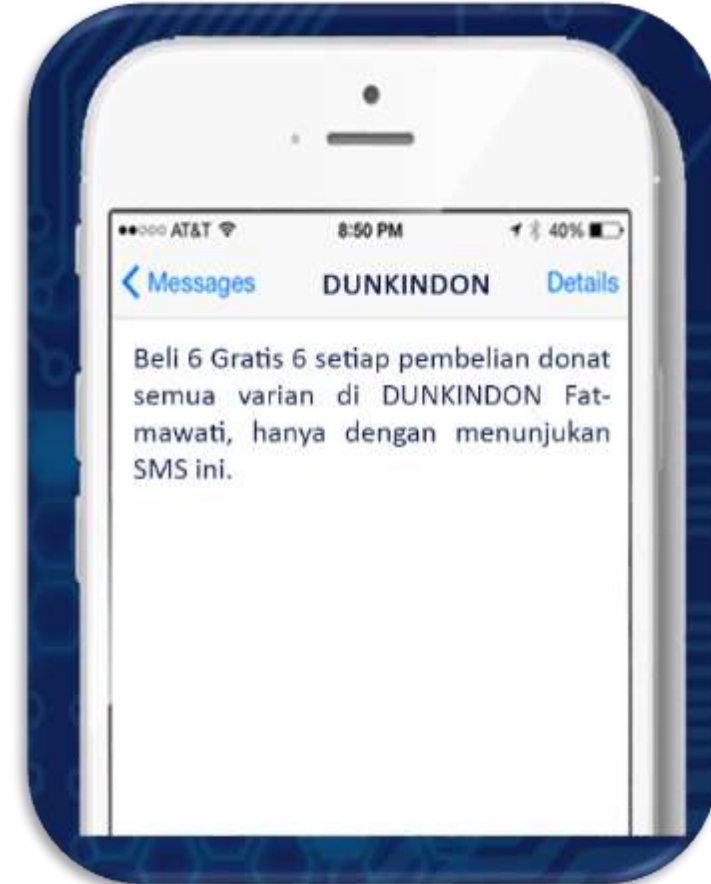 AT&T 8:50 PM 40%
Messages DUNKINDON Details
Beli 6 Gratis 6 setiap pembelian donat
semua varian di DUNKINDON Fat-
mawati, hanya dengan menunjukan
SMS ini.